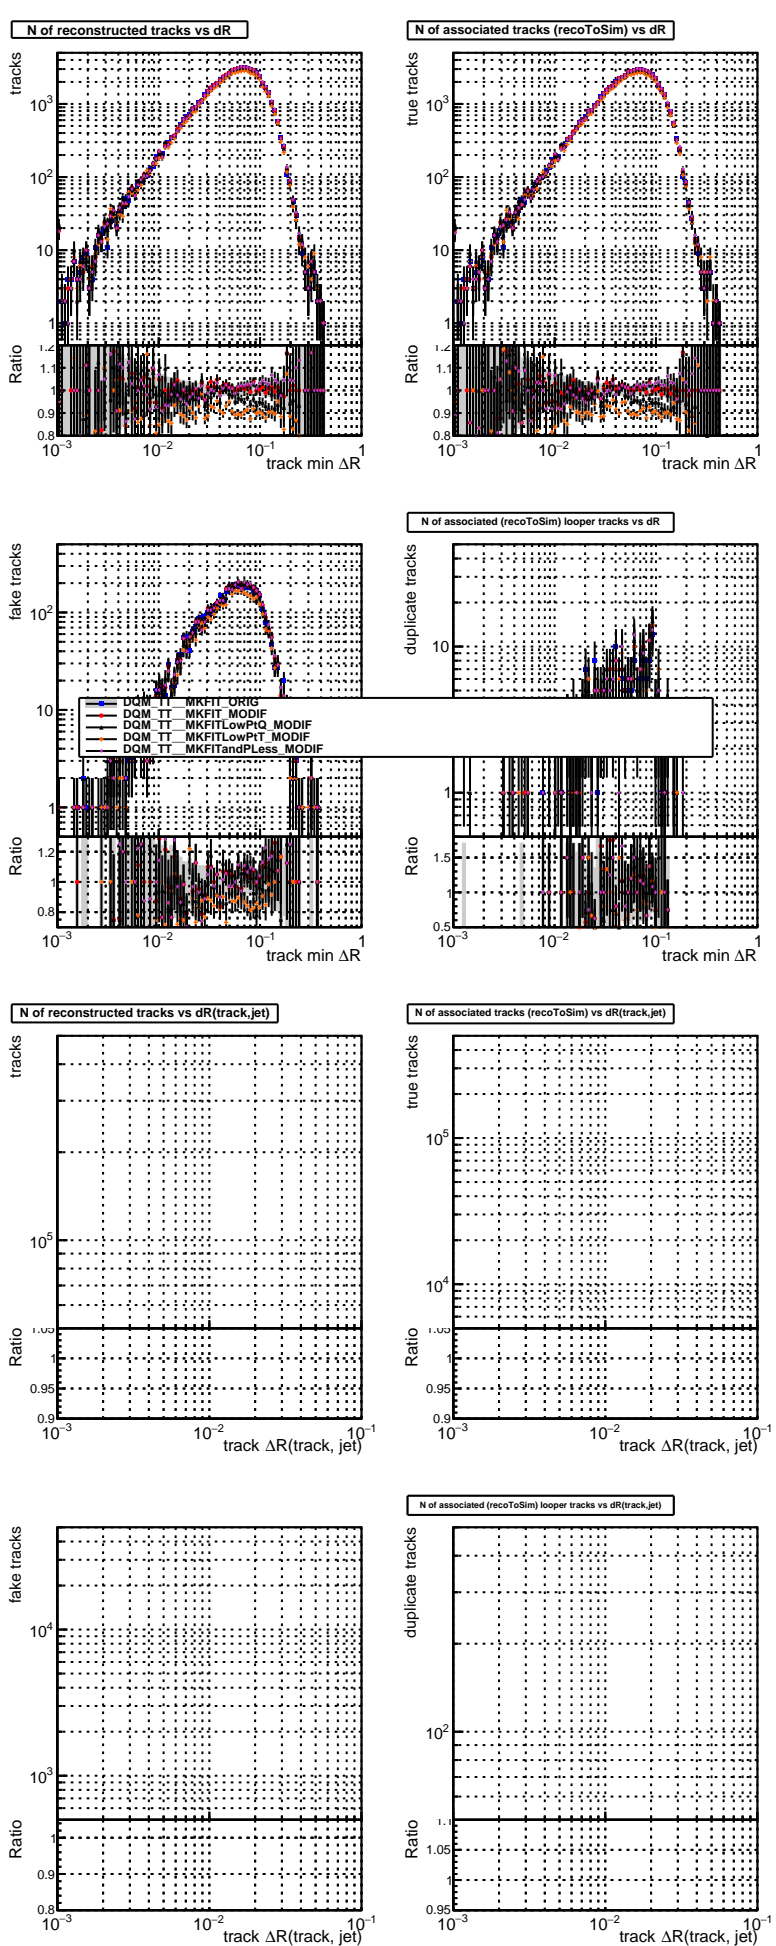 N of reconstructed tracks vs dR
tracks
10³
10²
10
1
Ratio
1.2
1.1
1
0.9
0.8
10⁻³
10⁻²
10⁻¹
1
track min ΔR
N of associated tracks (recoToSim) vs dR
true tracks
10³
10²
10
1
Ratio
1.2
1.1
1
0.9
0.8
10⁻³
10⁻²
10⁻¹
1
track min ΔR
fake tracks
10²
10
1
Ratio
1.2
1
0.8
10⁻³
10⁻²
10⁻¹
1
track min ΔR
N of associated (recoToSim) looper tracks vs dR
duplicate tracks
10
1
Ratio
1.5
1
0.5
10⁻³
10⁻²
10⁻¹
1
track min ΔR
DQM_TT__MKFIT_ORIG
DQM_TT__MKFIT_MODIF
DQM_TT__MKFITLowPtQ_MODIF
DQM_TT__MKFITLowPtT_MODIF
DQM_TT__MKFITandPLess_MODIF
N of reconstructed tracks vs dR(track,jet)
tracks
10⁵
Ratio
1.05
1
0.95
0.9
10⁻³
10⁻²
10⁻¹
track ΔR(track, jet)
N of associated tracks (recoToSim) vs dR(track,jet)
true tracks
10⁵
10⁴
Ratio
1.05
1
0.95
0.9
10⁻³
10⁻²
10⁻¹
track ΔR(track, jet)
fake tracks
10⁴
10³
Ratio
1
0.9
0.8
10⁻³
10⁻²
10⁻¹
track ΔR(track, jet)
N of associated (recoToSim) looper tracks vs dR(track,jet)
duplicate tracks
10²
Ratio
1.1
1.05
1
0.95
10⁻³
10⁻²
10⁻¹
track ΔR(track, jet)